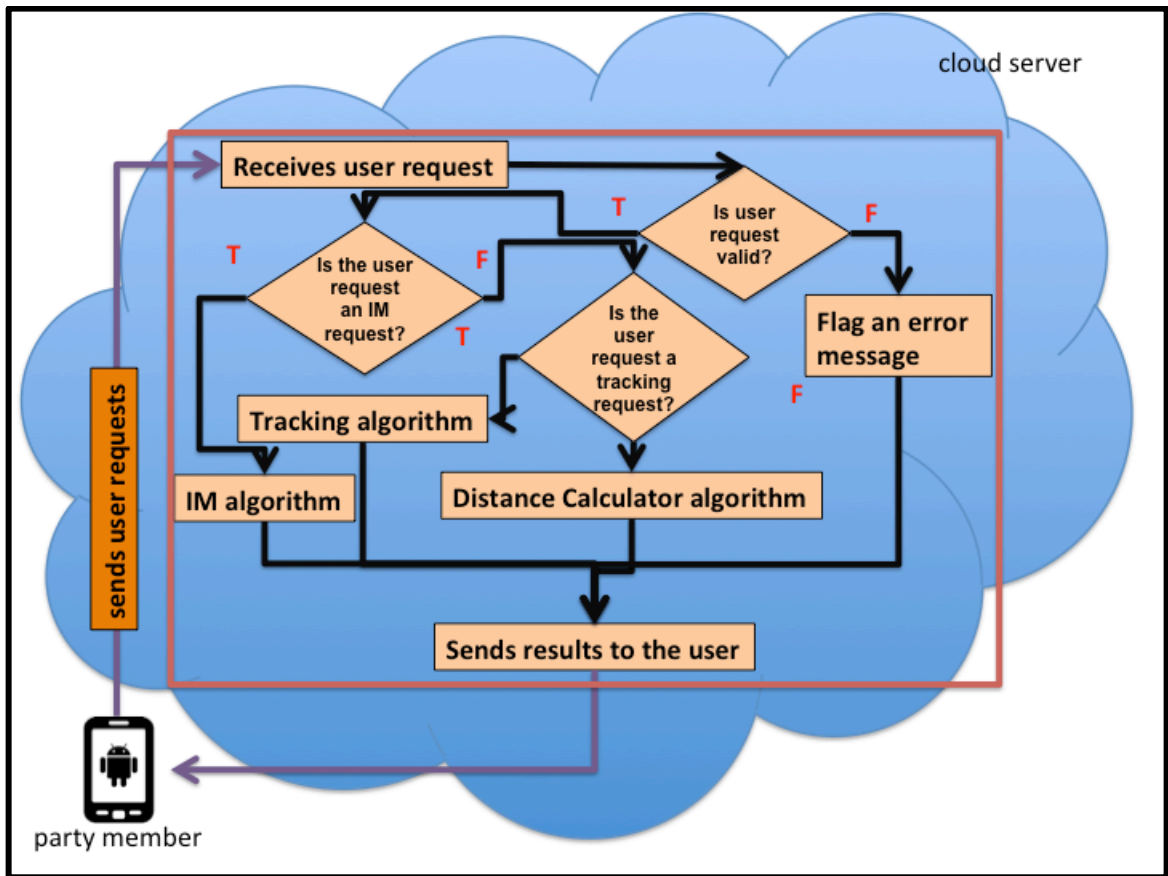 cloud server
Receives user request
T
Is user
request
valid?
F
T
Is the user
request
an IM
request?
F
T
Is the
user
request a
tracking
request?
F
Flag an error
message
sends user requests
Tracking algorithm
IM algorithm
Distance Calculator algorithm
Sends results to the user
party member